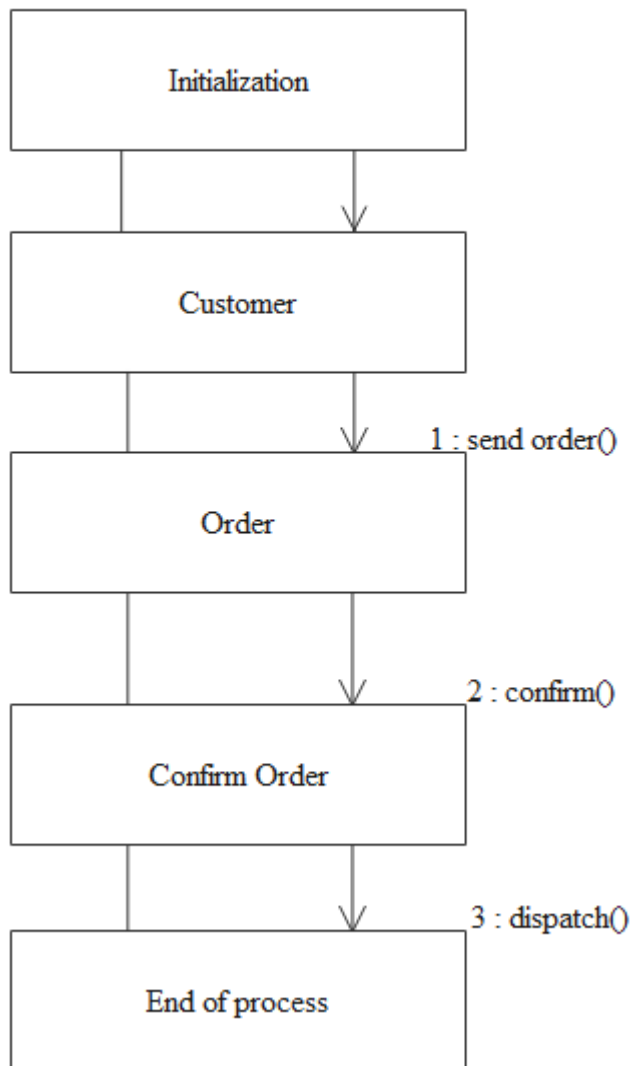 Initialization
Customer
1 : send order()
Order
2 : confirm()
Confirm Order
3 : dispatch()
End of process